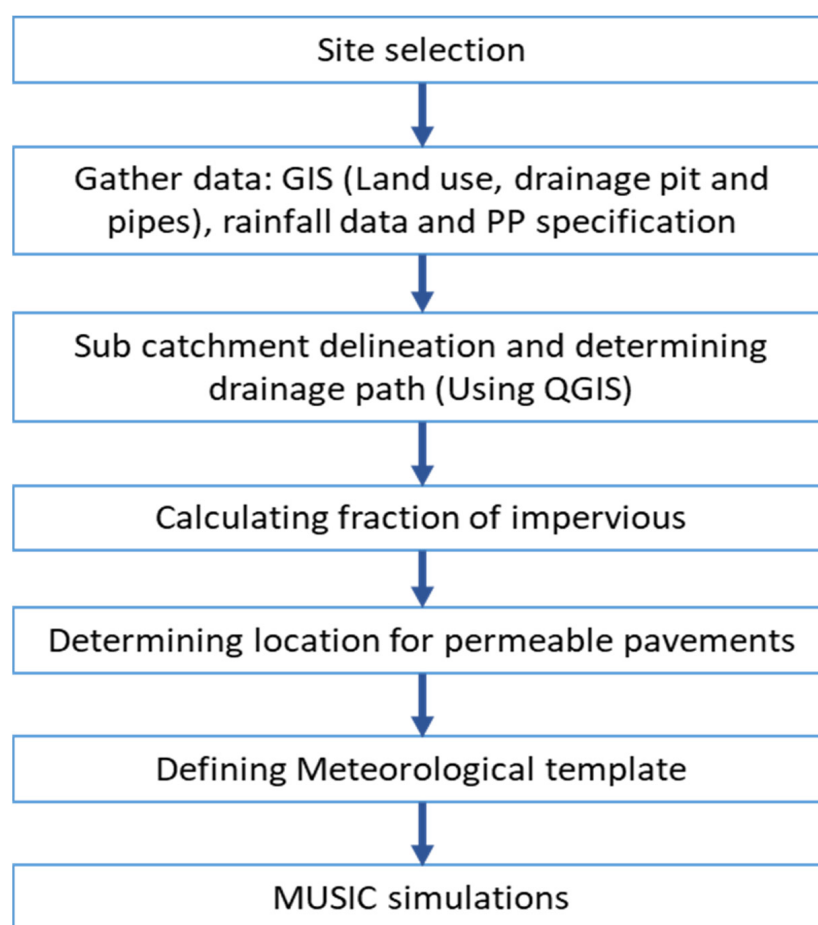 Site selection
Gather data: GIS (Land use, drainage pit and
pipes), rainfall data and PP specification
Sub catchment delineation and determining
drainage path (Using QGIS)
Calculating fraction of impervious
Determining location for permeable pavements
Defining Meteorological template
MUSIC simulations